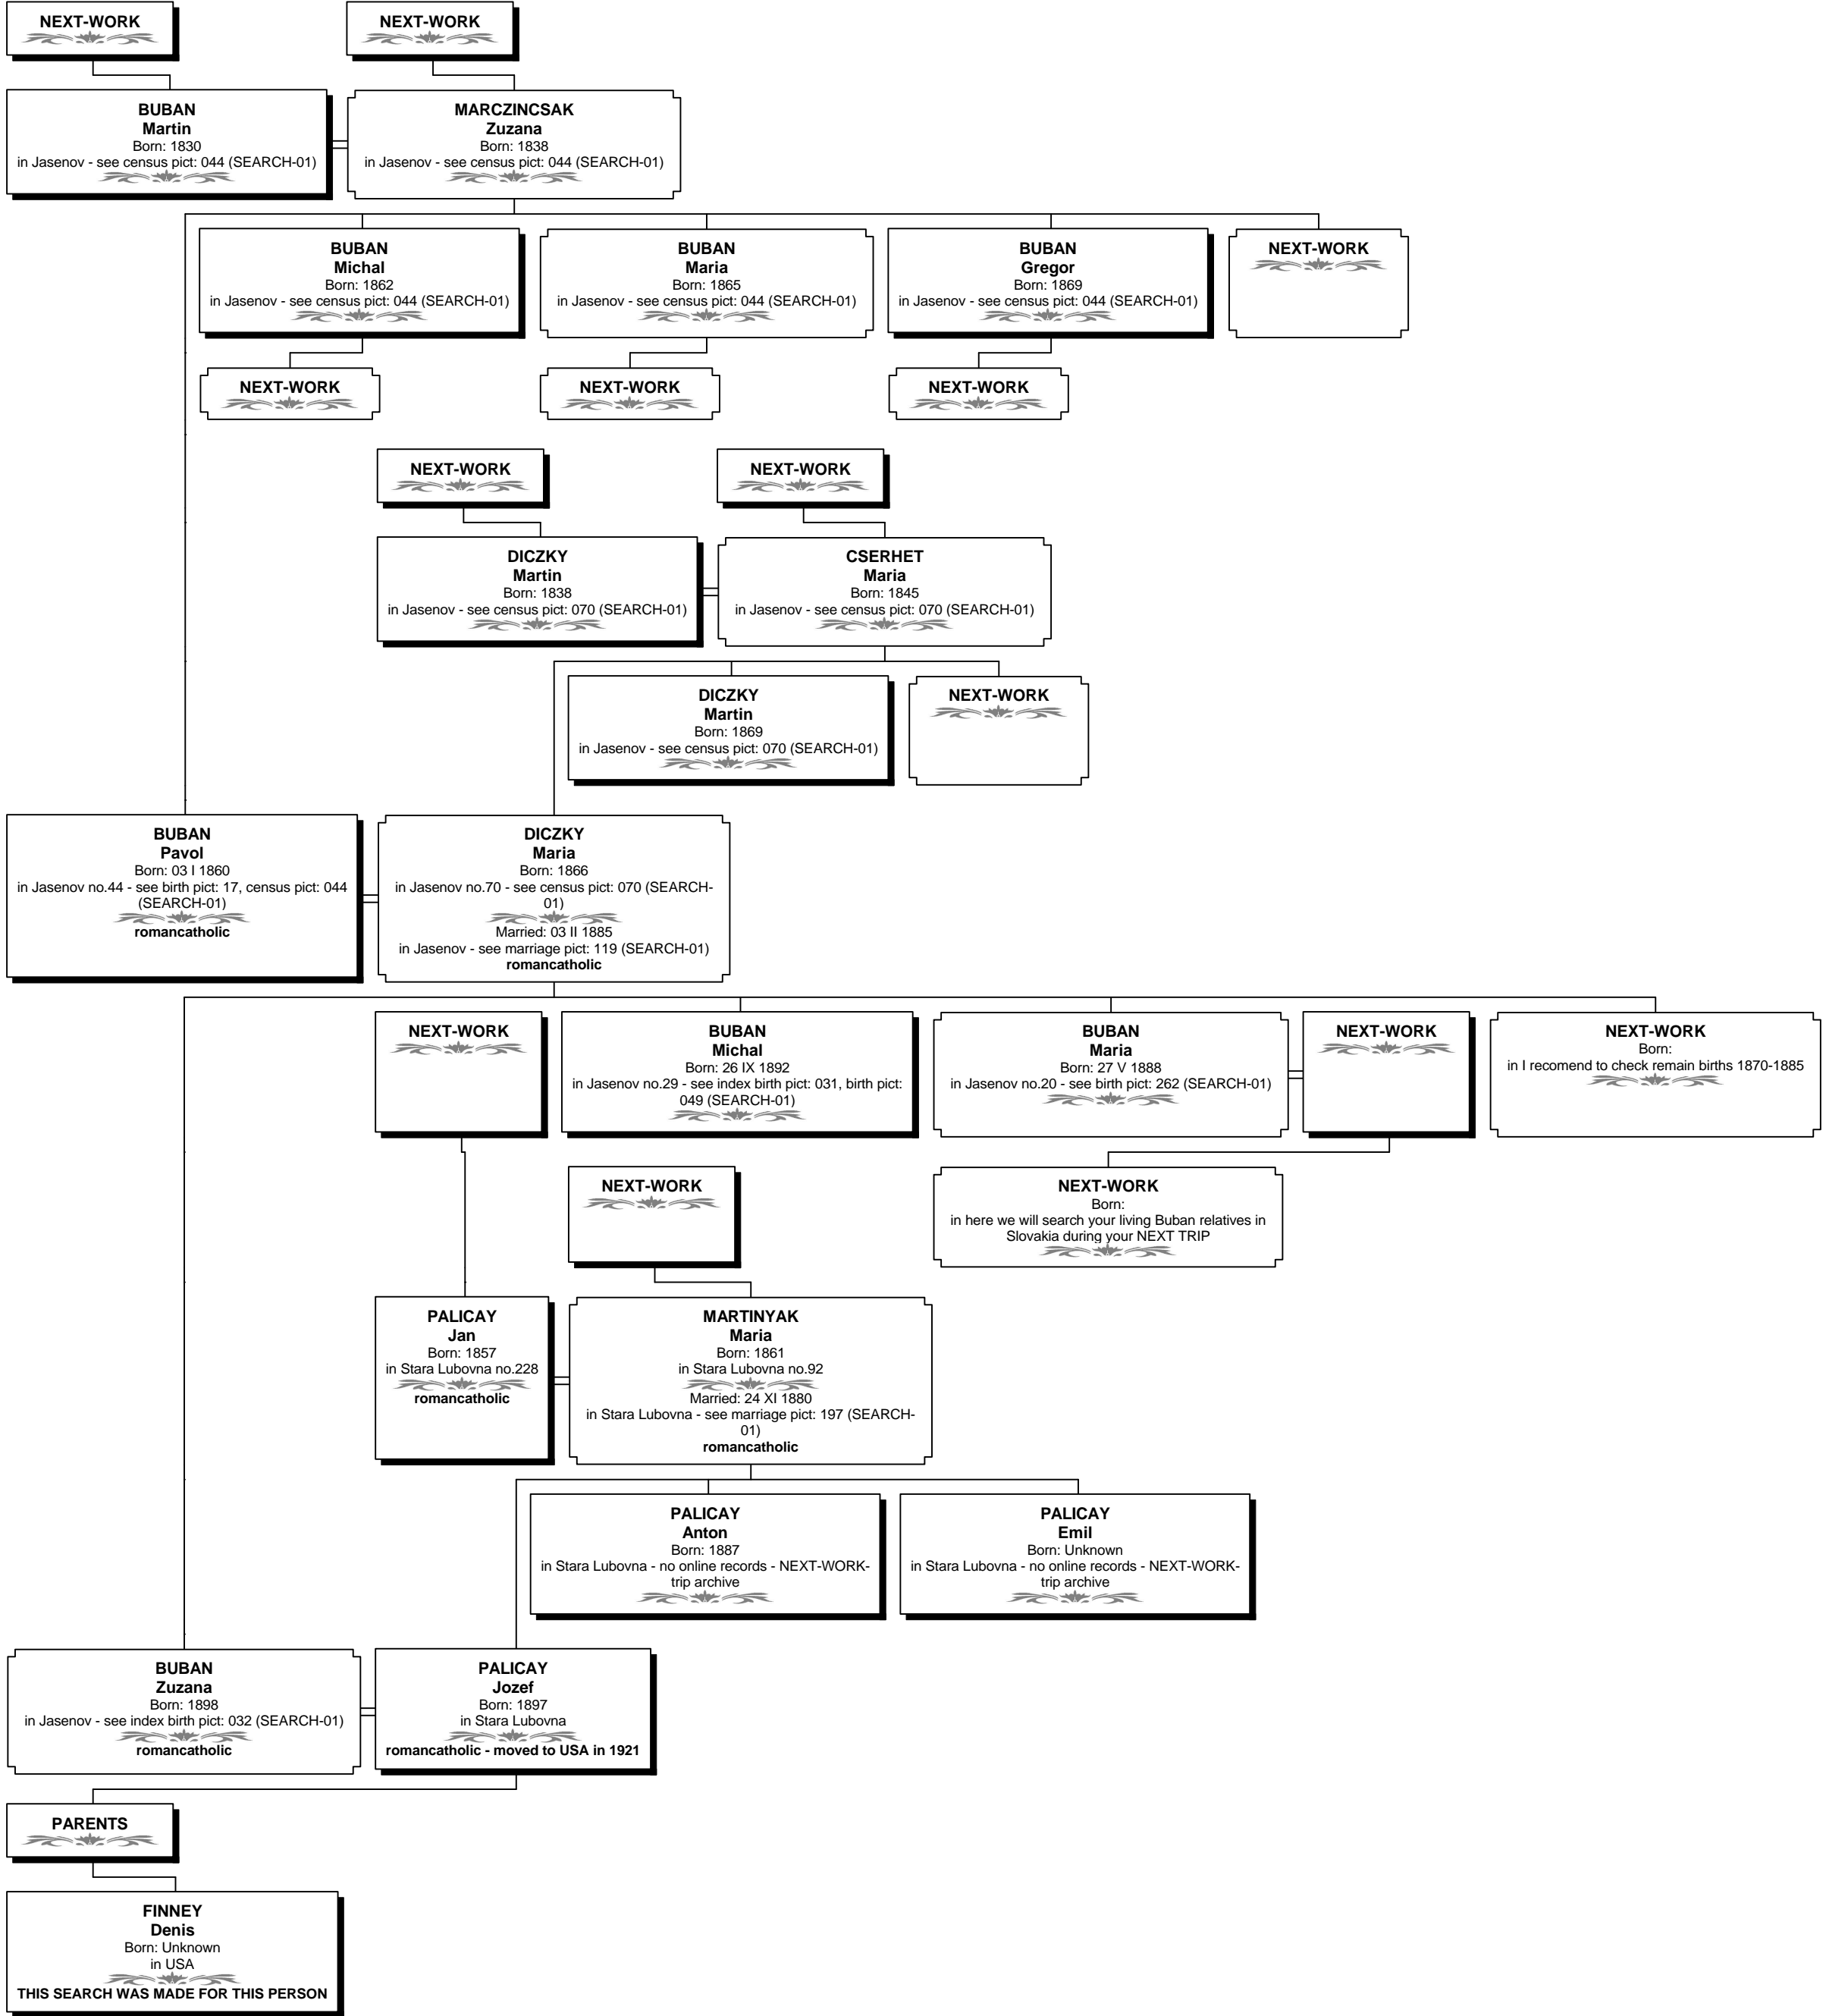 NEXT-WORK
NEXT-WORK
BUBAN
Martin
Born: 1830
in Jasenov - see census pict: 044 (SEARCH-01)
MARCZINCSAK
Zuzana
Born: 1838
in Jasenov - see census pict: 044 (SEARCH-01)
BUBAN
Michal
Born: 1862
in Jasenov - see census pict: 044 (SEARCH-01)
BUBAN
Maria
Born: 1865
in Jasenov - see census pict: 044 (SEARCH-01)
BUBAN
Gregor
Born: 1869
in Jasenov - see census pict: 044 (SEARCH-01)
NEXT-WORK
NEXT-WORK
NEXT-WORK
NEXT-WORK
NEXT-WORK
NEXT-WORK
DICZKY
Martin
Born: 1838
in Jasenov - see census pict: 070 (SEARCH-01)
CSERHET
Maria
Born: 1845
in Jasenov - see census pict: 070 (SEARCH-01)
DICZKY
Martin
Born: 1869
in Jasenov - see census pict: 070 (SEARCH-01)
NEXT-WORK
BUBAN
Pavol
Born: 03 I 1860
in Jasenov no.44 - see birth pict: 17, census pict: 044
(SEARCH-01)
romancatholic
DICZKY
Maria
Born: 1866
in Jasenov no.70 - see census pict: 070 (SEARCH-
01)
Married: 03 II 1885
in Jasenov - see marriage pict: 119 (SEARCH-01)
romancatholic
NEXT-WORK
BUBAN
Michal
Born: 26 IX 1892
in Jasenov no.29 - see index birth pict: 031, birth pict:
049 (SEARCH-01)
BUBAN
Maria
Born: 27 V 1888
in Jasenov no.20 - see birth pict: 262 (SEARCH-01)
NEXT-WORK
NEXT-WORK
Born:
in I recomend to check remain births 1870-1885
NEXT-WORK
NEXT-WORK
Born:
in here we will search your living Buban relatives in
Slovakia during your NEXT TRIP
PALICAY
Jan
Born: 1857
in Stara Lubovna no.228
romancatholic
MARTINYAK
Maria
Born: 1861
in Stara Lubovna no.92
Married: 24 XI 1880
in Stara Lubovna - see marriage pict: 197 (SEARCH-
01)
romancatholic
PALICAY
Anton
Born: 1887
in Stara Lubovna - no online records - NEXT-WORK-
trip archive
PALICAY
Emil
Born: Unknown
in Stara Lubovna - no online records - NEXT-WORK-
trip archive
BUBAN
Zuzana
Born: 1898
in Jasenov - see index birth pict: 032 (SEARCH-01)
romancatholic
PALICAY
Jozef
Born: 1897
in Stara Lubovna
romancatholic - moved to USA in 1921
PARENTS
FINNEY
Denis
Born: Unknown
in USA
THIS SEARCH WAS MADE FOR THIS PERSON